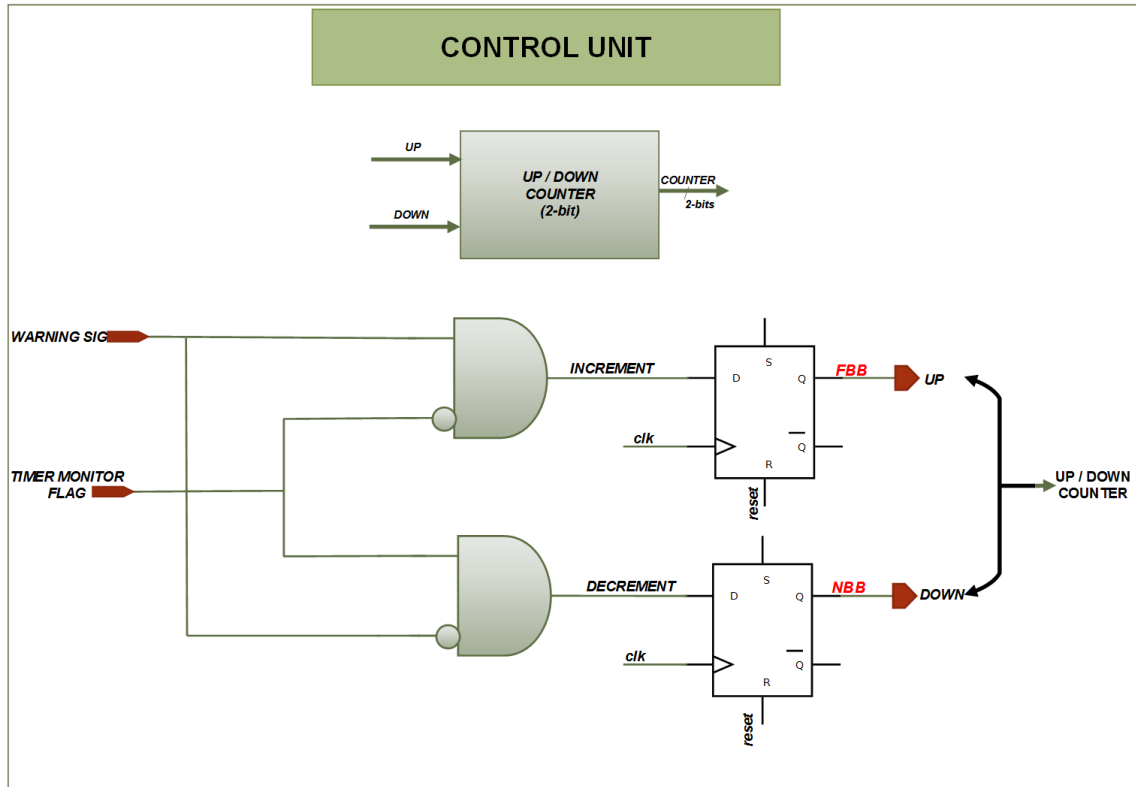 CONTROL UNIT
UP
UP / DOWN
COUNTER
(2-bit)
DOWN
COUNTER
2-bits
WARNING SIG
INCREMENT
D
S
Q
FBB
UP
clk
Q
R
reset
TIMER MONITOR
FLAG
UP / DOWN
COUNTER
DECREMENT
D
S
Q
NBB
DOWN
clk
Q
R
reset